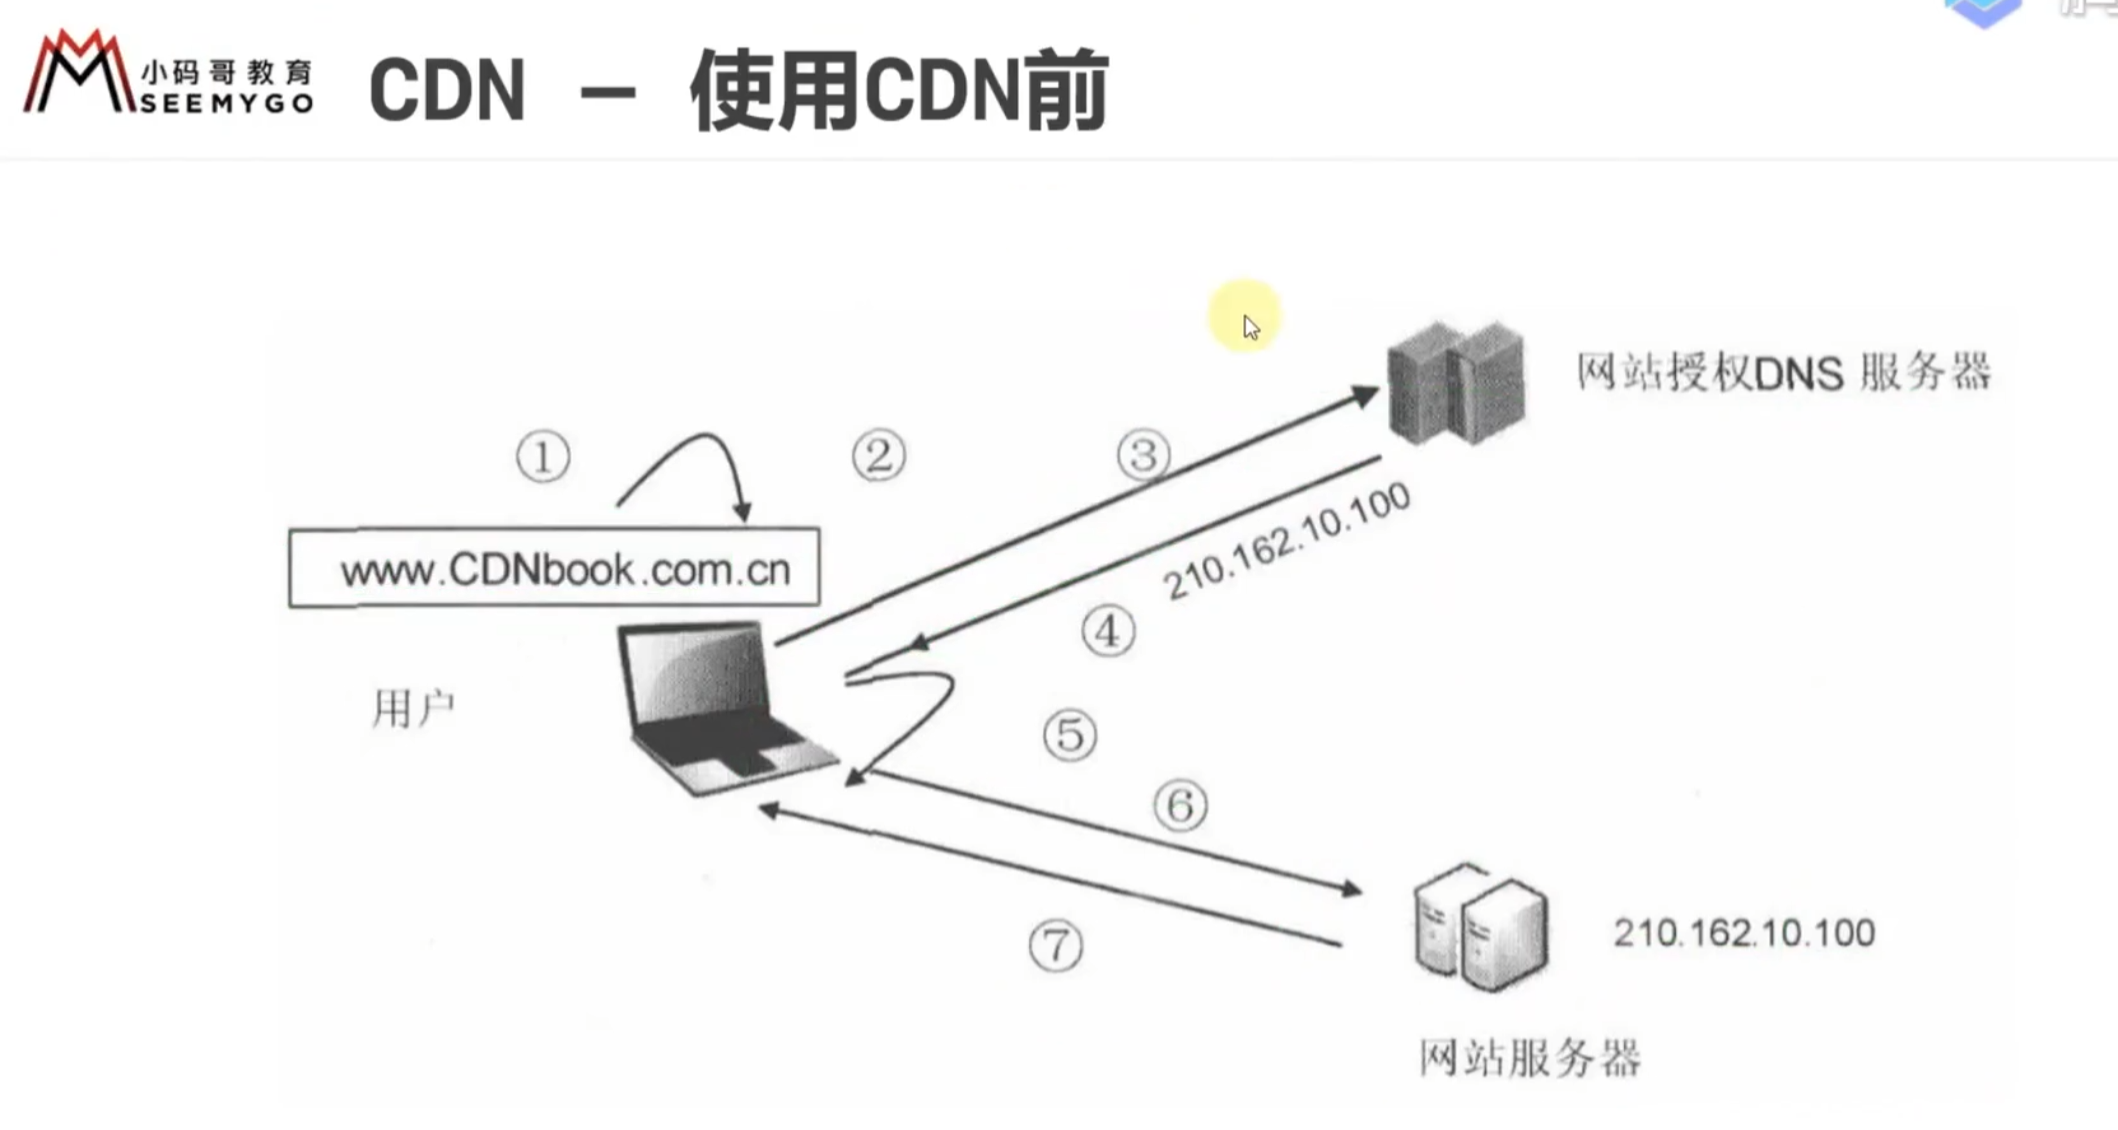 小码哥教育
SEEMYGO
CDN – 使用CDN前
网站授权DNS 服务器
①
②
③
www.CDNbook.com.cn
210.162.10.100
④
用户
⑤
⑥
⑦
210.162.10.100
网站服务器